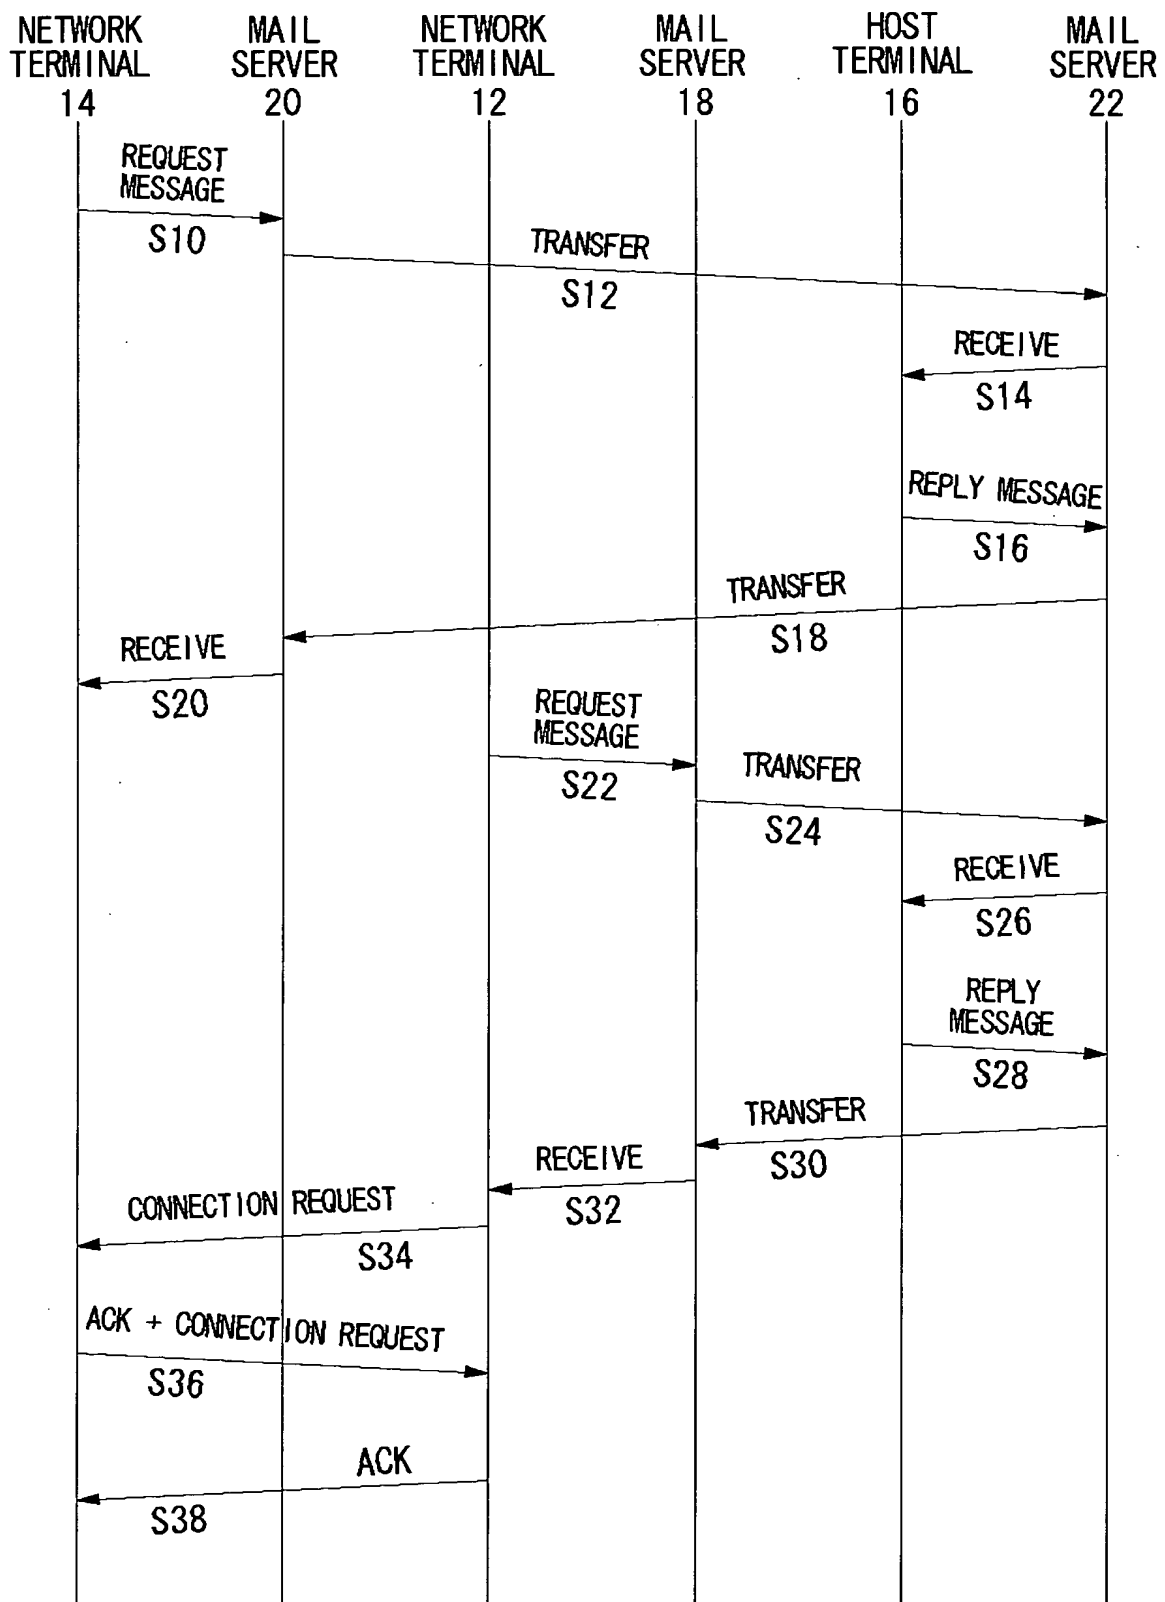 NETWORK
TERMINAL
14
MAIL
SERVER
20
NETWORK
TERMINAL
12
MAIL
SERVER
18
HOST
TERMINAL
16
MAIL
SERVER
22
REQUEST
MESSAGE
S10
TRANSFER
S12
RECEIVE
S14
REPLY MESSAGE
S16
TRANSFER
S18
RECEIVE
S20
REQUEST
MESSAGE
S22
TRANSFER
S24
RECEIVE
S26
REPLY
MESSAGE
S28
TRANSFER
S30
RECEIVE
S32
CONNECTION REQUEST
S34
ACK + CONNECTION REQUEST
S36
ACK
S38